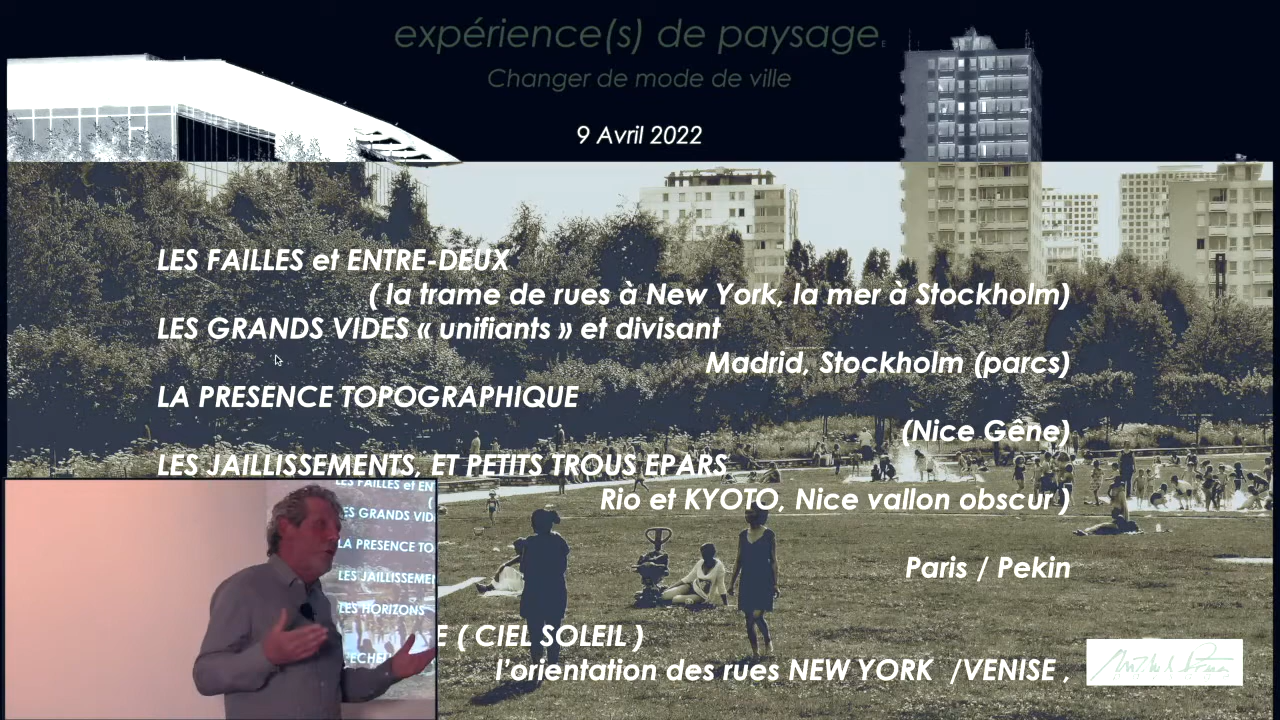 expérience(s) de paysage
Changer de mode de ville
9 Avril 2022
LES FAILLES et ENTRE-DEUX
( la trame de rues à New York, la mer à Stockholm)
LES GRANDS VIDES « unifiants » et divisant
Madrid, Stockholm (parcs)
LA PRESENCE TOPOGRAPHIQUE
(Nice Gêne)
LES JAILLISSEMENTS, ET PETITS TROUS EPARS
Rio et KYOTO, Nice vallon obscur )
Paris / Pekin
E ( CIEL SOLEIL )
l'orientation des rues NEW YORK /VENISE ,
LES FAILLES et EN
(
ES GRANDS VID
LA PRESENCE TO
LES JAILLISSEMEN
LES HORIZONS